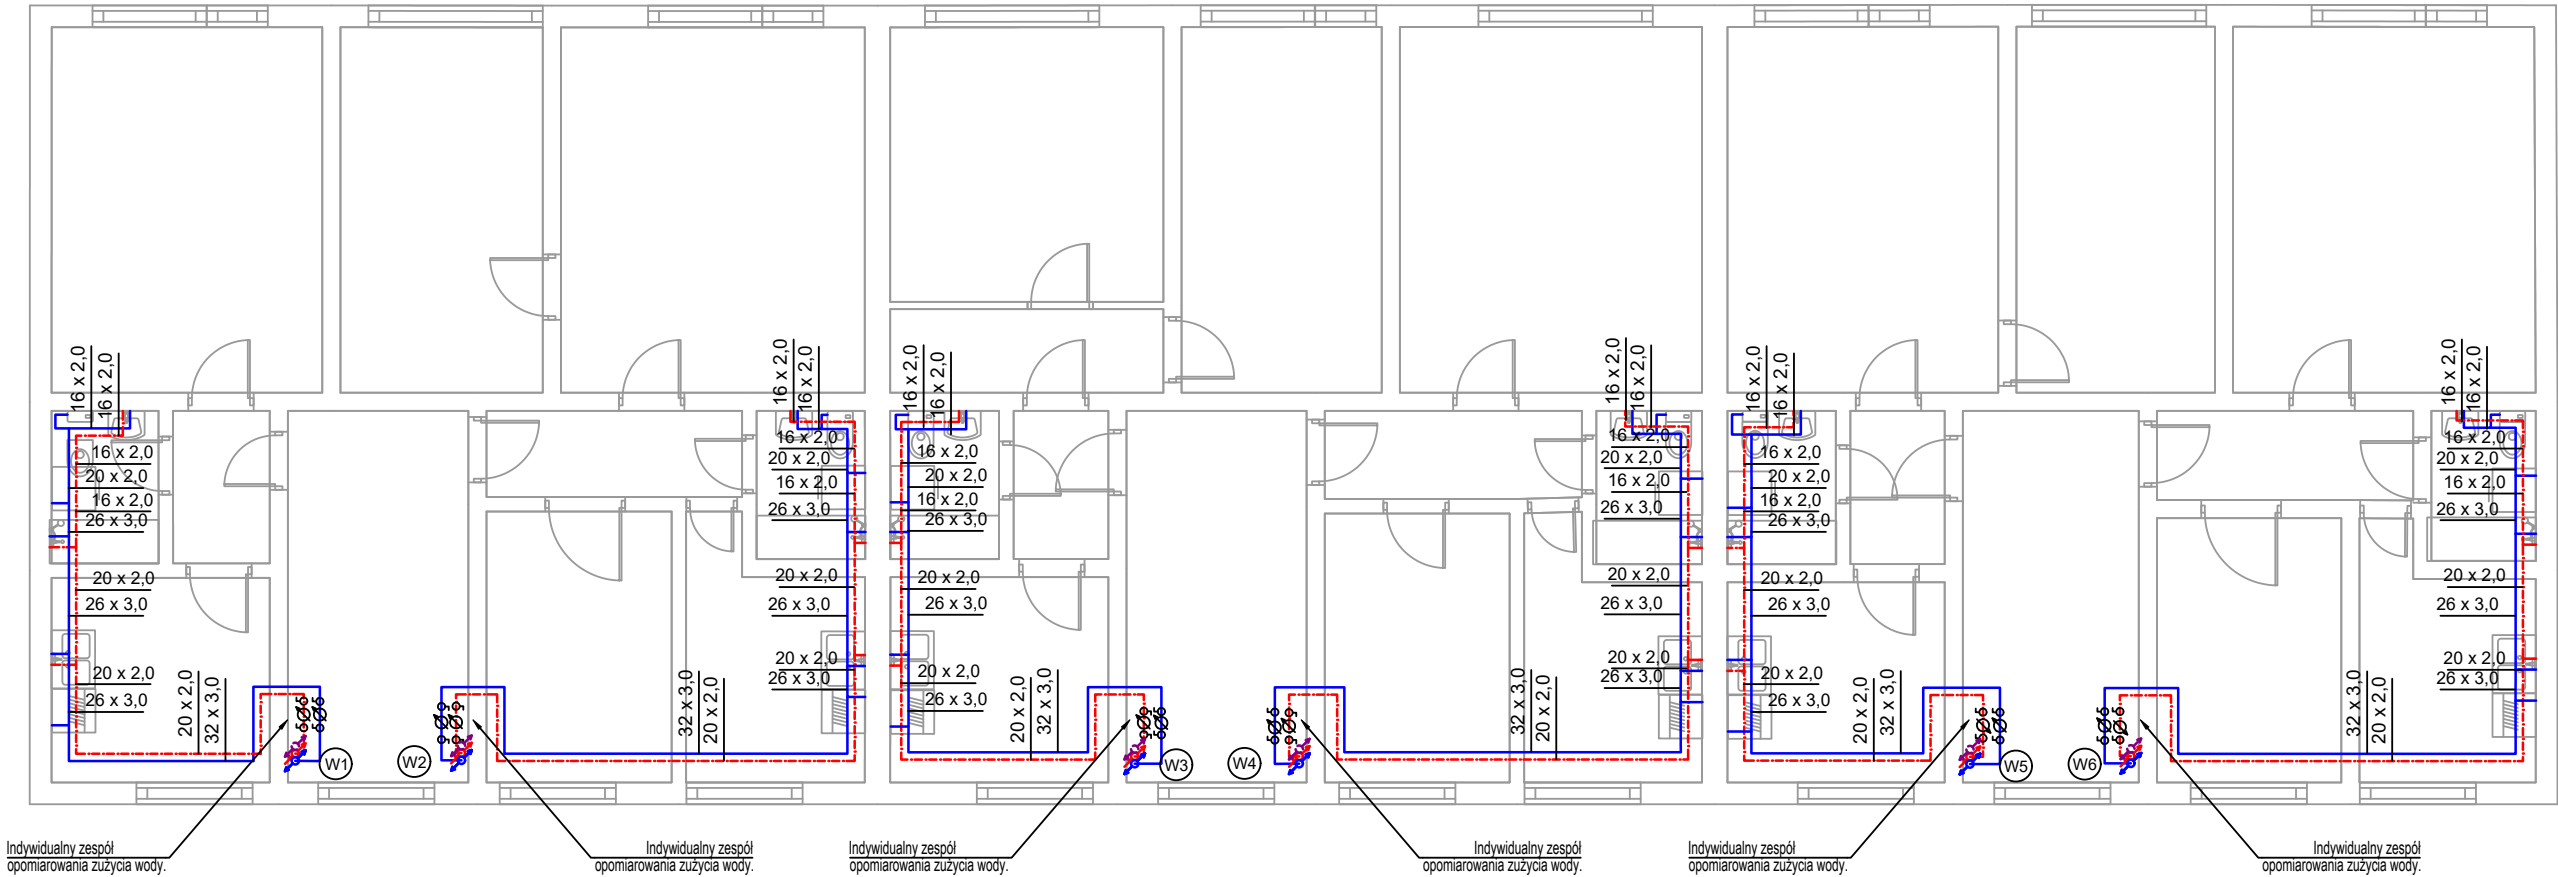 16 x 2,0
16 x 2,0
16 x 2,0
20 x 2,0
16 x 2,0
26 x 3,0
20 x 2,0
26 x 3,0
20 x 2,0
26 x 3,0
20 x 2,0
32 x 3,0
W1
Indywidualny zespół
opomiarowania zużycia wody.
16 x 2,0
16 x 2,0
16 x 2,0
20 x 2,0
16 x 2,0
26 x 3,0
20 x 2,0
26 x 3,0
20 x 2,0
26 x 3,0
32 x 3,0
20 x 2,0
W2
Indywidualny zespół
opomiarowania zużycia wody.
16 x 2,0
16 x 2,0
16 x 2,0
20 x 2,0
16 x 2,0
26 x 3,0
20 x 2,0
26 x 3,0
20 x 2,0
26 x 3,0
20 x 2,0
32 x 3,0
W3
Indywidualny zespół
opomiarowania zużycia wody.
16 x 2,0
16 x 2,0
16 x 2,0
20 x 2,0
16 x 2,0
26 x 3,0
20 x 2,0
26 x 3,0
20 x 2,0
26 x 3,0
32 x 3,0
20 x 2,0
W4
Indywidualny zespół
opomiarowania zużycia wody.
16 x 2,0
16 x 2,0
16 x 2,0
20 x 2,0
16 x 2,0
26 x 3,0
20 x 2,0
26 x 3,0
20 x 2,0
26 x 3,0
20 x 2,0
32 x 3,0
W5
Indywidualny zespół
opomiarowania zużycia wody.
16 x 2,0
16 x 2,0
16 x 2,0
20 x 2,0
16 x 2,0
26 x 3,0
20 x 2,0
26 x 3,0
20 x 2,0
26 x 3,0
32 x 3,0
20 x 2,0
W6
Indywidualny zespół
opomiarowania zużycia wody.